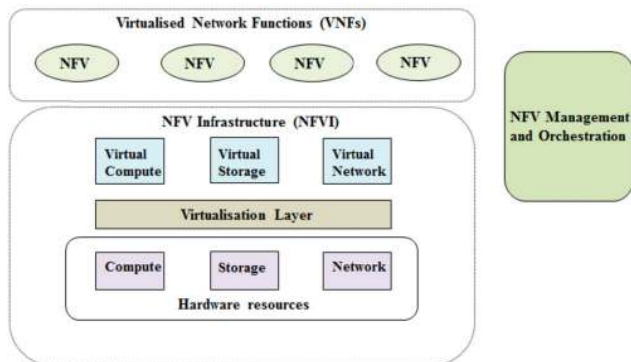 Virtualised Network Functions (VNFs)
NFV NFV NFV NFV
NFV Management
and Orchestration
NFV Infrastructure (NFVI)
Virtual
Compute
Virtual
Storage
Virtual
Network
Virtualisation Layer
Compute Storage Network
Hardware resources